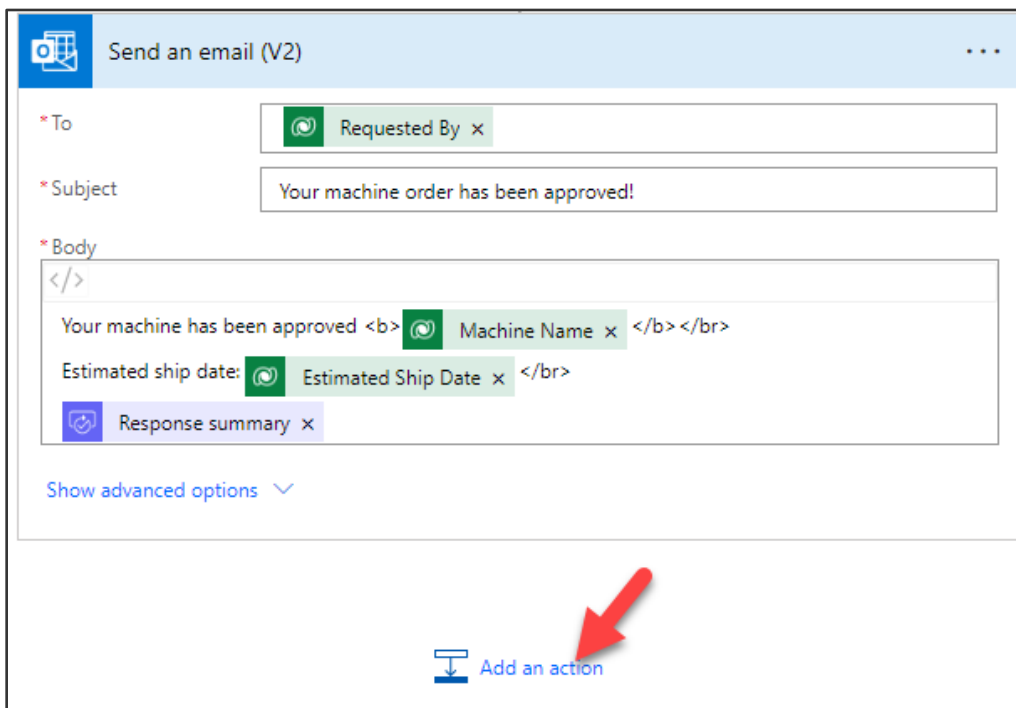 Send an email (V2)
* To
Requested By ×
* Subject
Your machine order has been approved!
* Body
</>
Your machine has been approved <b> Machine Name × </b></br>
Estimated ship date: Estimated Ship Date × </br>
Response summary ×
Show advanced options
Add an action